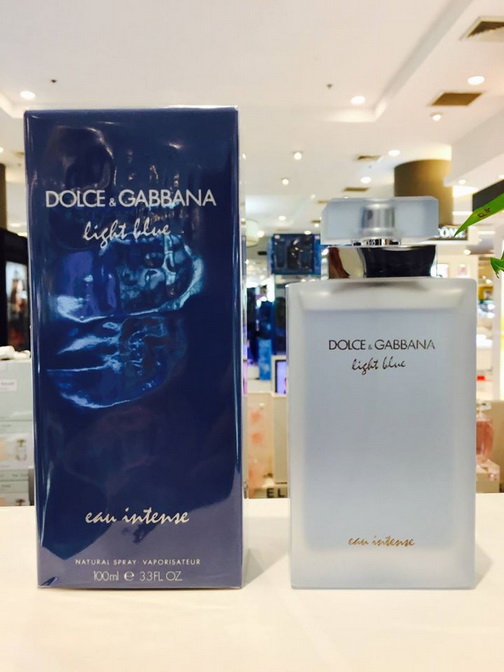 DOLCE & GABBANA
light blue
eau intense
NATURAL SPRAY VAPORISATEUR
100ml e 3.3FL.OZ.
DOLCE & GABBANA
light blue
eau intense